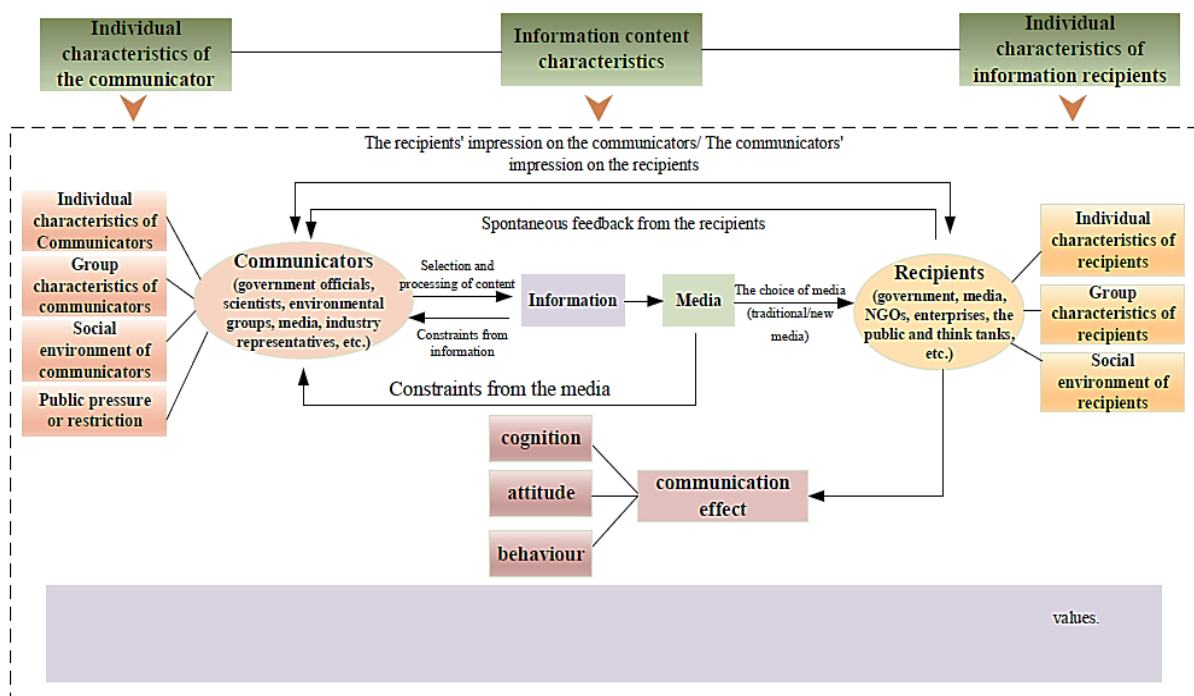 Individual
characteristics of
the communicator
Information content
characteristics
Individual
characteristics of
information recipients
The recipients' impression on the communicators/ The communicators'
impression on the recipients
Spontaneous feedback from the recipients
Individual
characteristics of
Communicators
Group
characteristics of
communicators
Social
environment of
communicators
Public pressure
or restriction
Communicators
(government officials,
scientists, environmental
groups, media, industry
representatives, etc.)
Selection and
processing of content
Constraints from
information
Information
Media
The choice of media
(traditional/new
media)
Recipients
(government, media,
NGOs, enterprises, the
public and think tanks,
etc.)
Individual
characteristics of
recipients
Group
characteristics of
recipients
Social
environment of
recipients
Constraints from the media
cognition
attitude
behaviour
communication
effect
values.